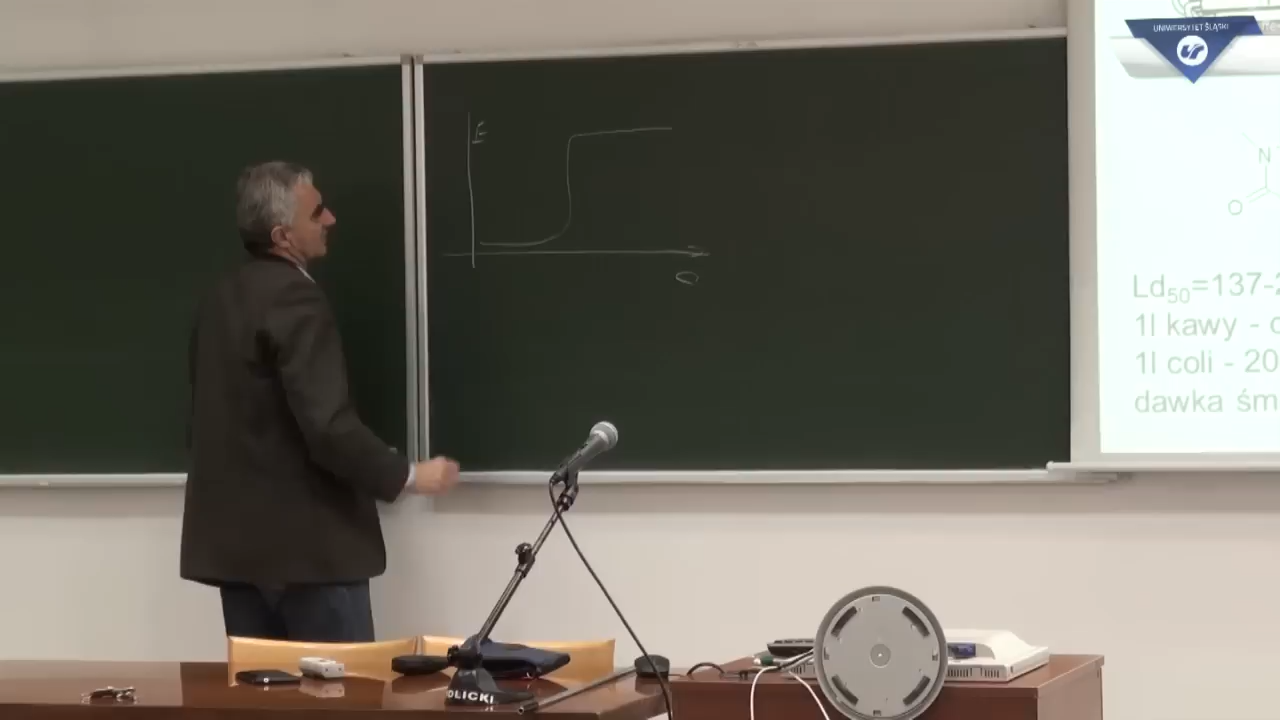 E
UNIWERSYTET ŚLĄSKI
N
O
Ld50=137-2
1l kawy -
1l coli - 20
dawka śm
OLICKI